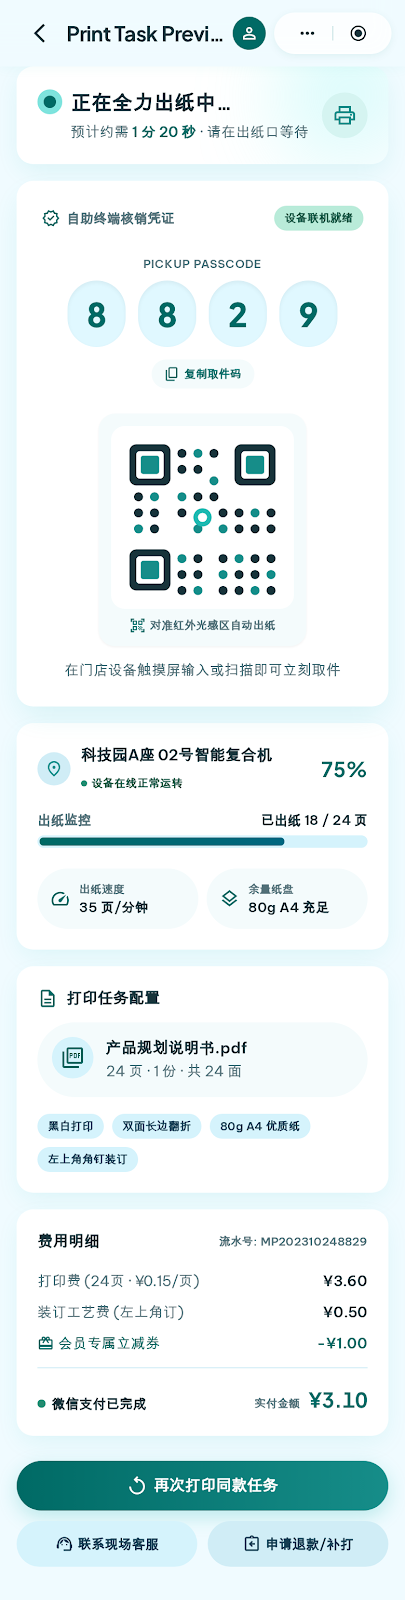 Print Task Previ...
正在全力出纸中...
预计约需 1 分 20 秒 · 请在出纸口等待
自助终端核销凭证
设备联机就绪
PICKUP PASSCODE
8 8 2 9
复制取件码
对准红外光感区自动出纸
在门店设备触摸屏输入或扫描即可立刻取件
科技园A座 02号智能复合机
设备在线正常运转
75%
出纸监控
已出纸 18 / 24 页
出纸速度
35 页/分钟
余量纸盘
80g A4 充足
打印任务配置
PDF
产品规划说明书.pdf
24 页 · 1 份 · 共 24 面
黑白打印
双面长边翻折
80g A4 优质纸
左上角角钉装订
费用明细
流水号: MP202310248829
打印费 (24页 · ¥0.15/页)
¥3.60
装订工艺费 (左上角订)
¥0.50
会员专属立减券
-¥1.00
微信支付已完成
实付金额 ¥3.10
再次打印同款任务
联系现场客服
申请退款/补打